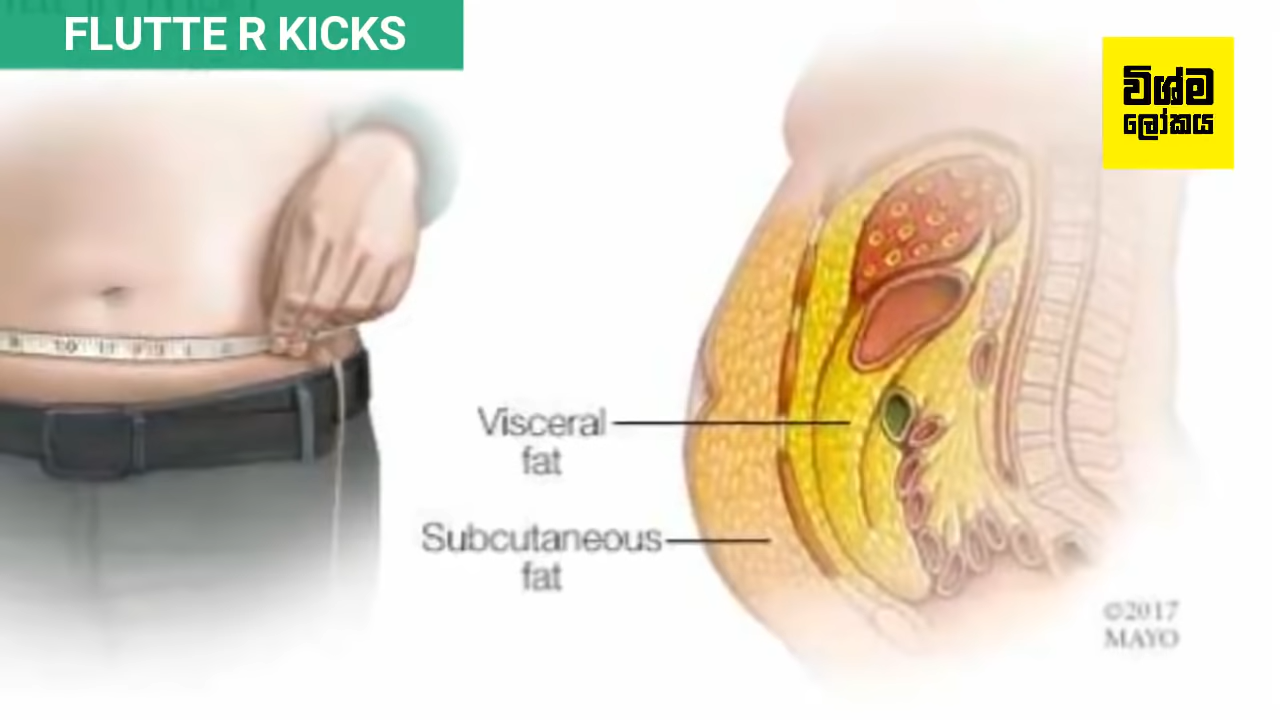 FLUTTE R KICKS
විශ්ම
ලෝකය
Visceral
fat
Subcutaneous
fat
©2017
MAYO